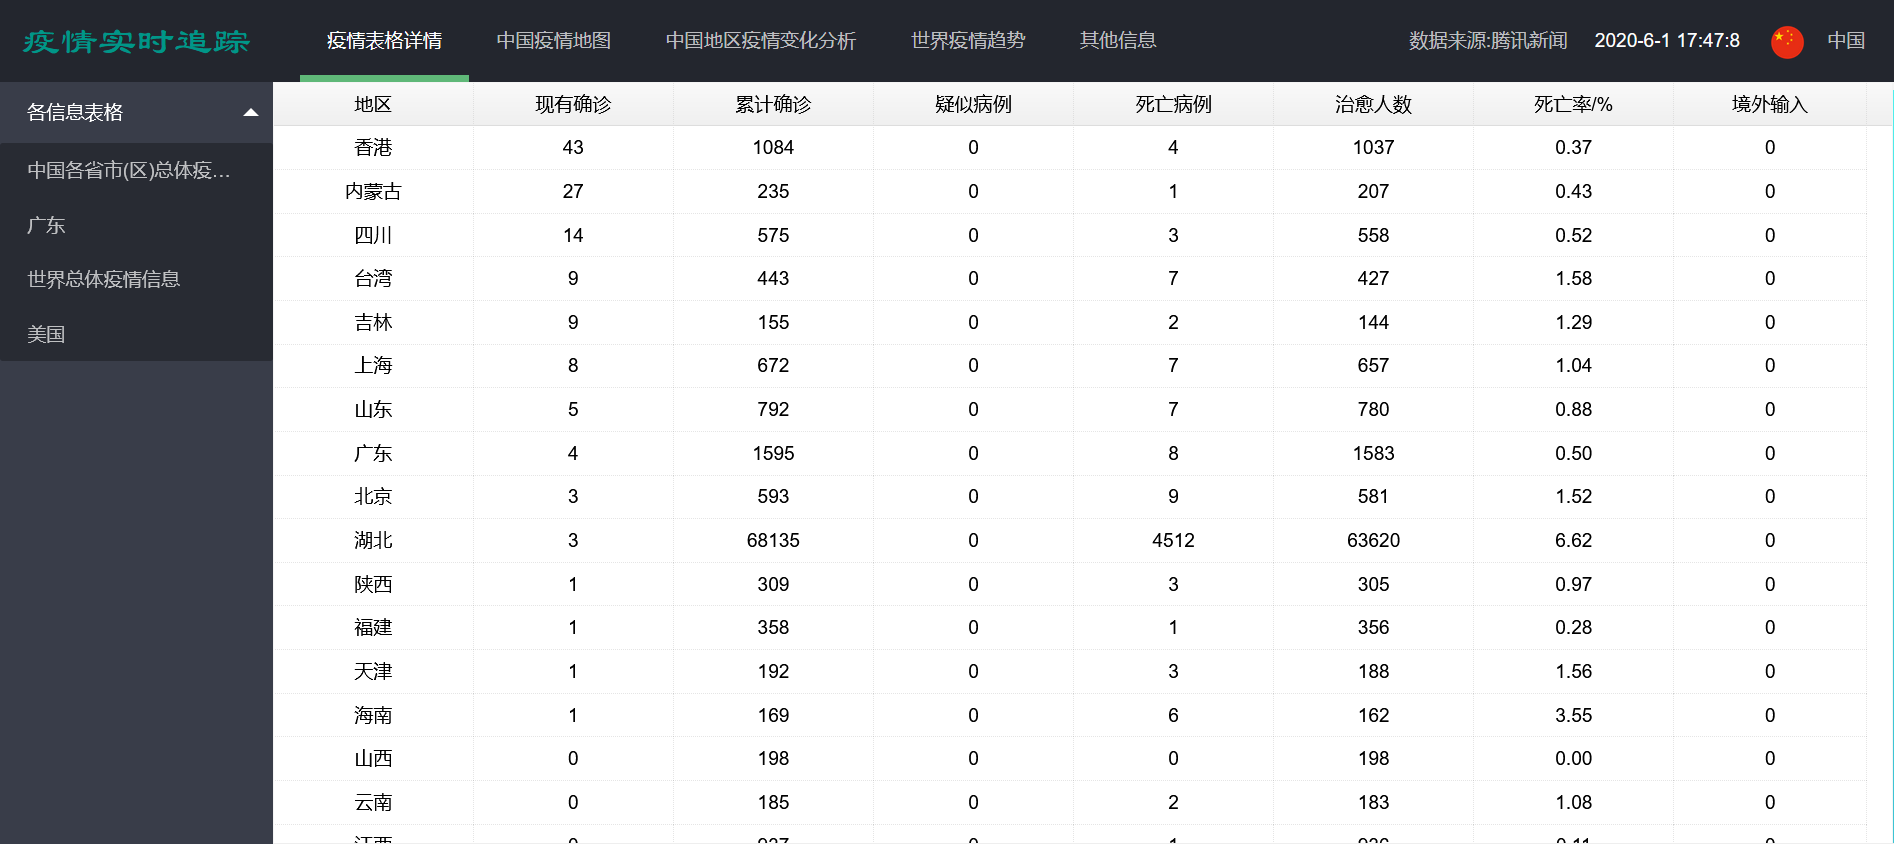 疫情实时追踪 疫情表格详情 中国疫情地图 中国地区疫情变化分析 世界疫情趋势 其他信息 数据来源:腾讯新闻 2020-6-1 17:47:8 中国
各信息表格
中国各省市(区)总体疫...
广东
世界总体疫情信息
美国
地区 现有确诊 累计确诊 疑似病例 死亡病例 治愈人数 死亡率/% 境外输入
香港 43 1084 0 4 1037 0.37 0
内蒙古 27 235 0 1 207 0.43 0
四川 14 575 0 3 558 0.52 0
台湾 9 443 0 7 427 1.58 0
吉林 9 155 0 2 144 1.29 0
上海 8 672 0 7 657 1.04 0
山东 5 792 0 7 780 0.88 0
广东 4 1595 0 8 1583 0.50 0
北京 3 593 0 9 581 1.52 0
湖北 3 68135 0 4512 63620 6.62 0
陕西 1 309 0 3 305 0.97 0
福建 1 358 0 1 356 0.28 0
天津 1 192 0 3 188 1.56 0
海南 1 169 0 6 162 3.55 0
山西 0 198 0 0 198 0.00 0
云南 0 185 0 2 183 1.08 0
江西 0 937 0 1 936 0.11 0